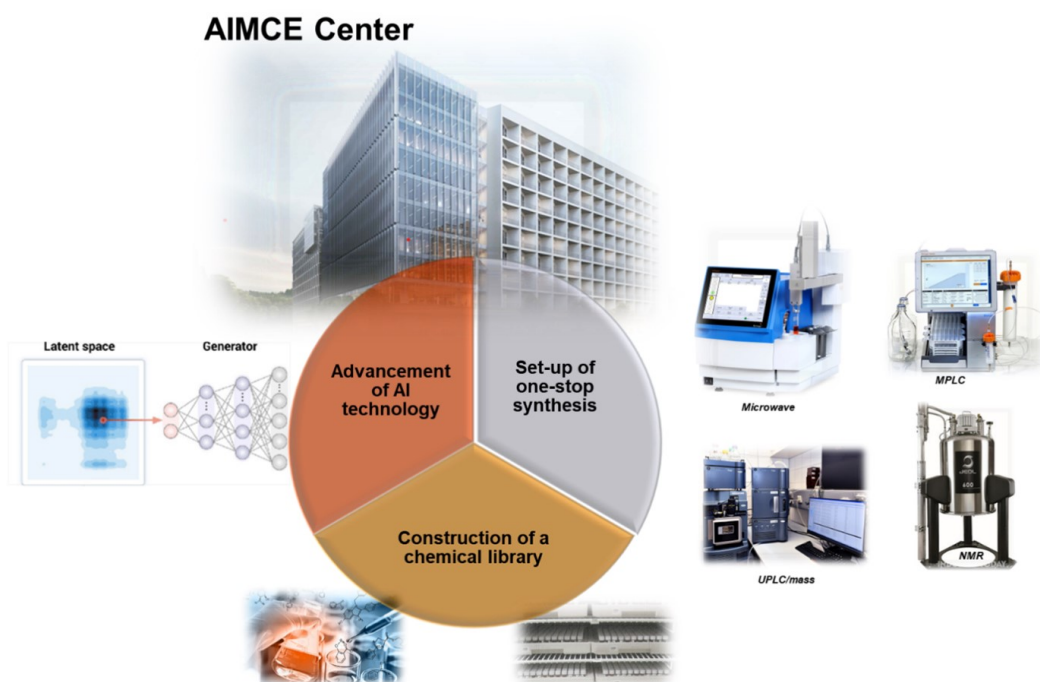 AIMCE Center
Latent space
Generator
Advancement
of AI
technology
Set-up of
one-stop
synthesis
Construction of a
chemical library
Microwave
MPLC
UPLC/mass
600
NMR